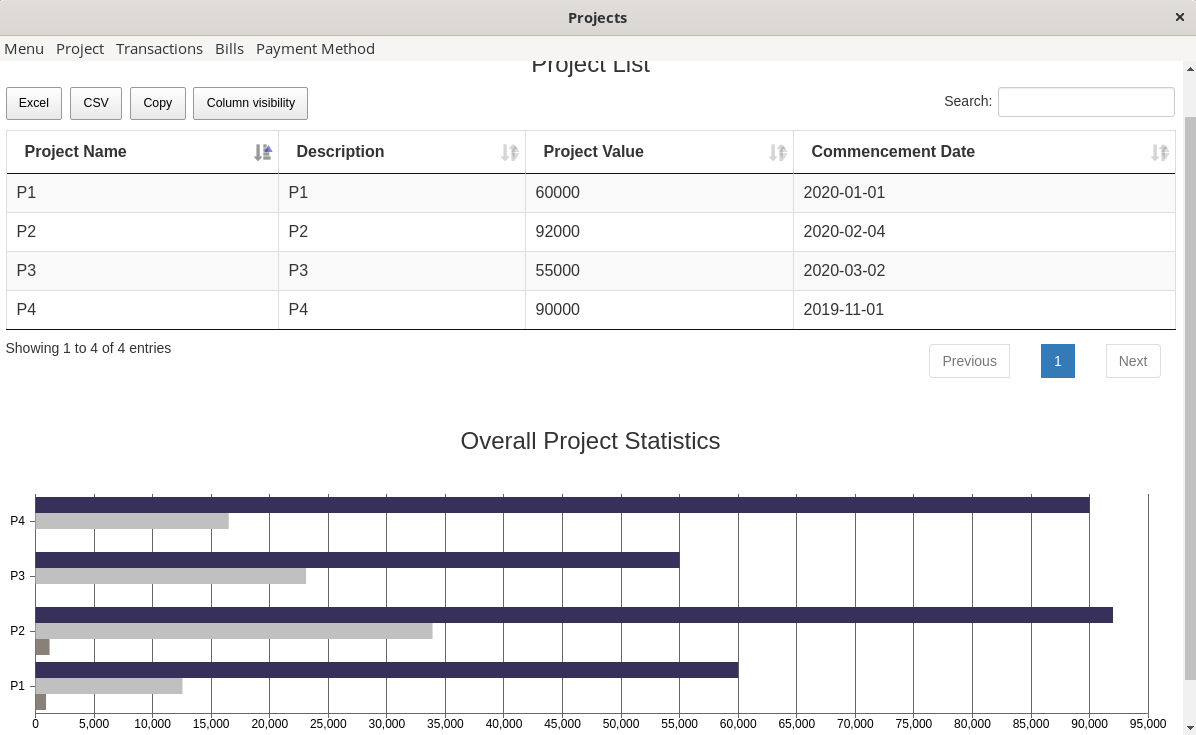 Projects ×
Menu Project Transactions Bills Payment Method
Project List
Excel CSV Copy Column visibility Search:
Project Name Description Project Value Commencement Date
P1 P1 60000 2020-01-01
P2 P2 92000 2020-02-04
P3 P3 55000 2020-03-02
P4 P4 90000 2019-11-01
Showing 1 to 4 of 4 entries
Previous 1 Next
Overall Project Statistics
P4
P3
P2
P1
0 5,000 10,000 15,000 20,000 25,000 30,000 35,000 40,000 45,000 50,000 55,000 60,000 65,000 70,000 75,000 80,000 85,000 90,000 95,000